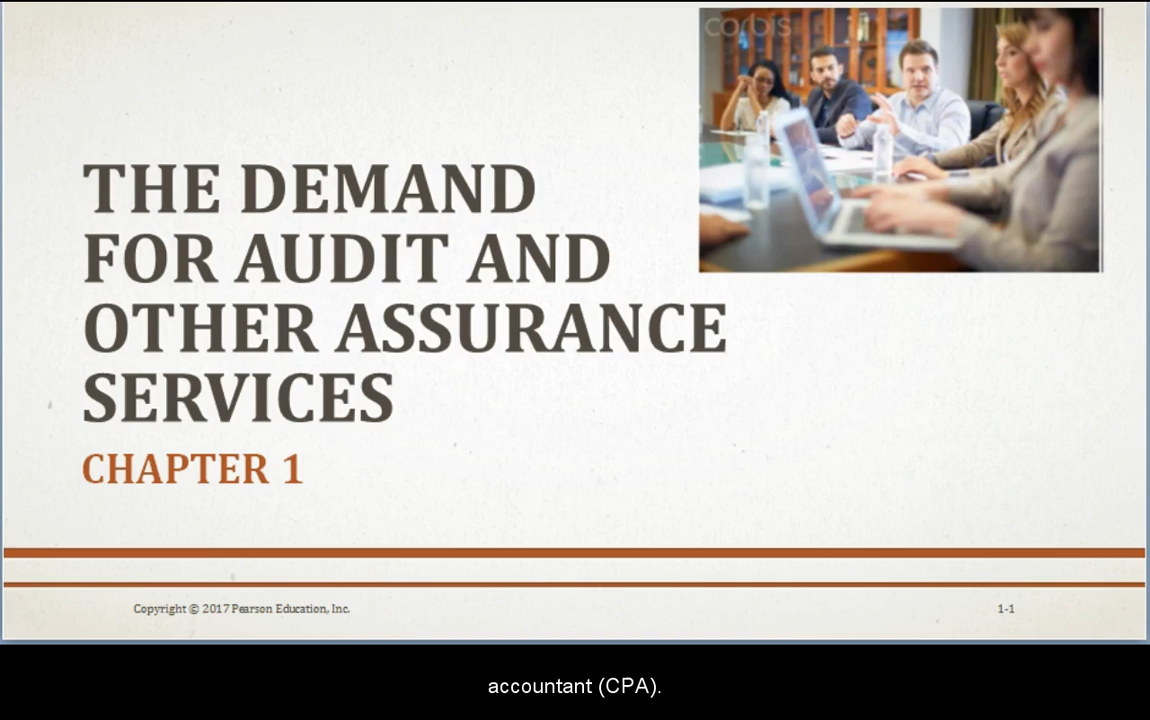 corbis
THE DEMAND
FOR AUDIT AND
OTHER ASSURANCE
SERVICES
CHAPTER 1
Copyright © 2017 Pearson Education, Inc.
1-1
accountant (CPA).